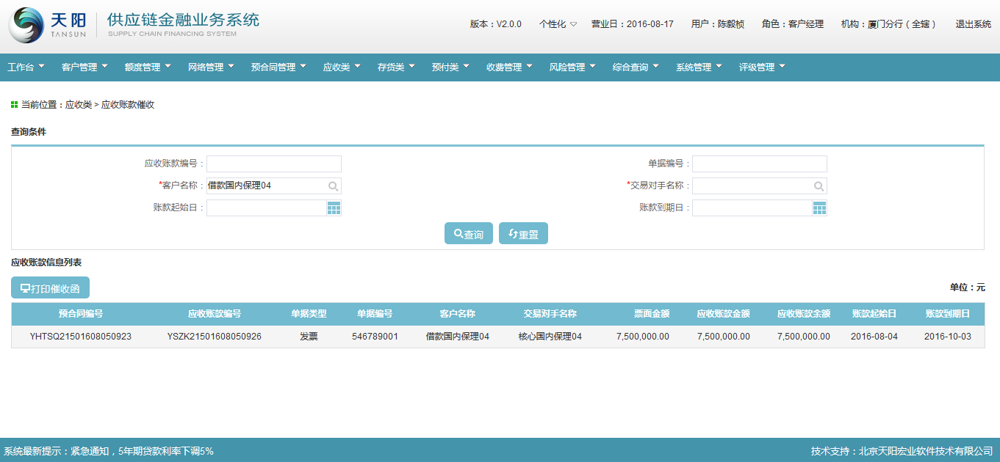 天阳 TANSUN 供应链金融业务系统 SUPPLY CHAIN FINANCING SYSTEM
版本：V2.0.0 个性化 营业日：2016-08-17 用户：陈毅桢 角色：客户经理 机构：厦门分行（全辖） 退出系统
工作台 客户管理 额度管理 网络管理 预合同管理 应收类 存货类 预付类 收费管理 风险管理 综合查询 系统管理 评级管理
当前位置：应收类 > 应收账款催收
查询条件
应收账款编号： 单据编号：
*客户名称：借款国内保理04 *交易对手名称：
账款起始日： 账款到期日：
查询 重置
应收账款信息列表
打印催收函 单位：元
预合同编号 应收账款编号 单据类型 单据编号 客户名称 交易对手名称 票面金额 应收账款金额 应收账款余额 账款起始日 账款到期日
YHTSQ21501608050923 YSZK21501608050926 发票 546789001 借款国内保理04 核心国内保理04 7,500,000.00 7,500,000.00 7,500,000.00 2016-08-04 2016-10-03
系统最新提示：紧急通知，5年期贷款利率下调5% 技术支持：北京天阳宏业软件技术有限公司